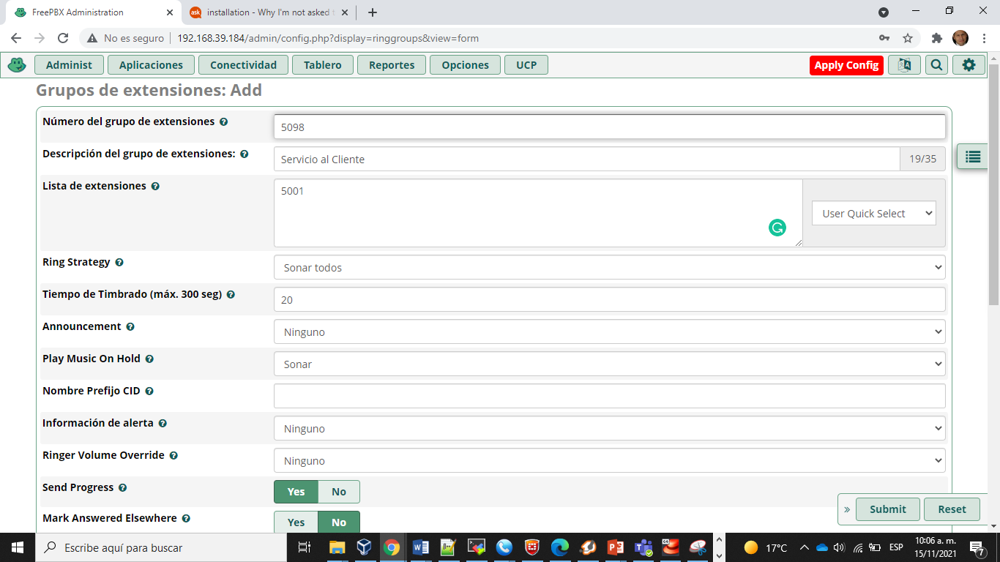 FreePBX Administration
installation - Why I'm not asked
No es seguro
192.168.39.184/admin/config.php?display=ringgroups&view=form
Administ
Aplicaciones
Conectividad
Tablero
Reportes
Opciones
UCP
Apply Config
Grupos de extensiones: Add
Número del grupo de extensiones
5098
Descripción del grupo de extensiones:
Servicio al Cliente
19/35
Lista de extensiones
5001
User Quick Select
Ring Strategy
Sonar todos
Tiempo de Timbrado (máx. 300 seg)
20
Announcement
Ninguno
Play Music On Hold
Sonar
Nombre Prefijo CID
Información de alerta
Ninguno
Ringer Volume Override
Ninguno
Send Progress
Yes
No
Submit
Reset
Mark Answered Elsewhere
Yes
No
Escribe aquí para buscar
17°C
ESP
10:06 a. m.
15/11/2021
7